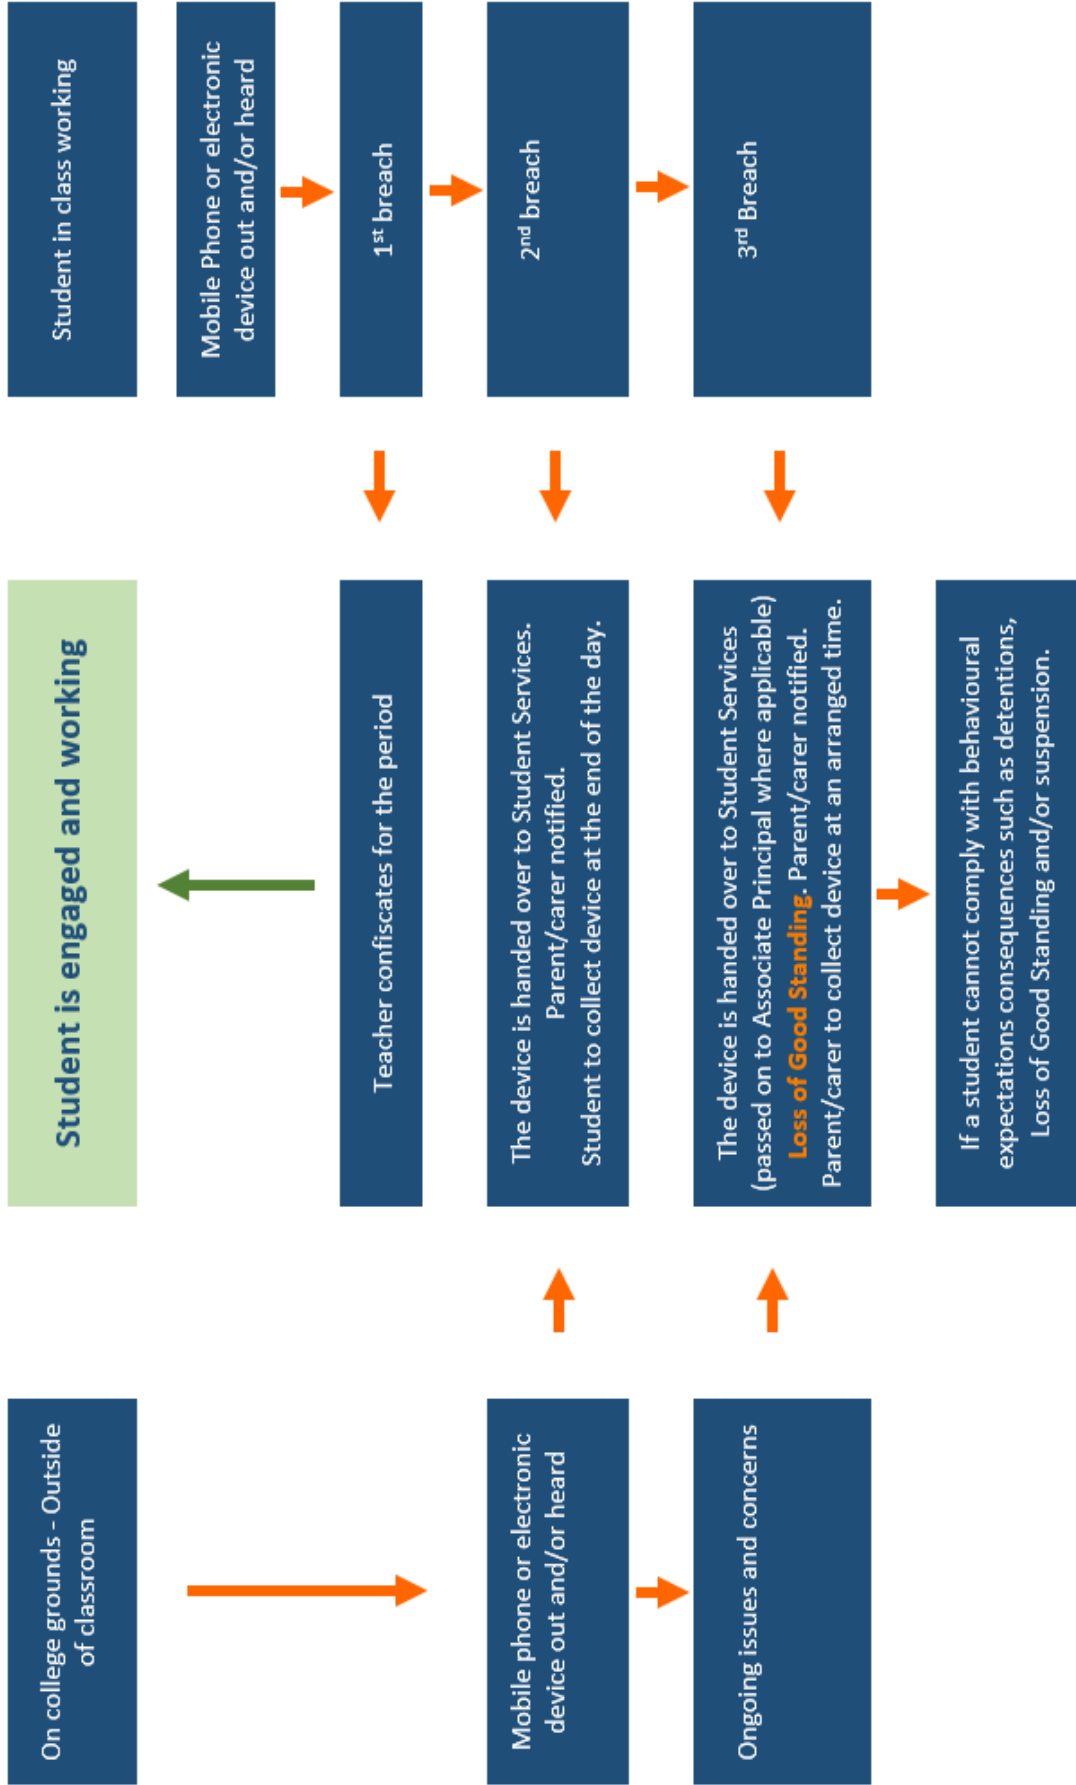 On college grounds - Outside
of classroom
Student is engaged and working
Student in class working
Mobile Phone or electronic
device out and/or heard
Teacher confiscates for the period
1st breach
Mobile phone or electronic
device out and/or heard
The device is handed over to Student Services.
Parent/carer notified.
Student to collect device at the end of the day.
2nd breach
Ongoing issues and concerns
The device is handed over to Student Services
(passed on to Associate Principal where applicable)
Loss of Good Standing. Parent/carer notified.
Parent/carer to collect device at an arranged time.
3rd Breach
If a student cannot comply with behavioural
expectations consequences such as detentions,
Loss of Good Standing and/or suspension.